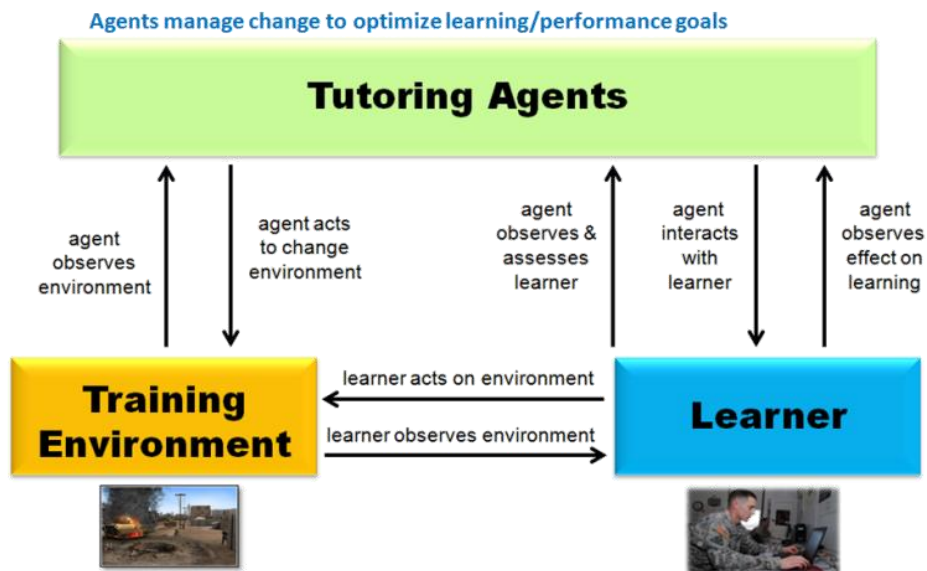 Agents manage change to optimize learning/performance goals
Tutoring Agents
agent
observes
environment
agent acts
to change
environment
agent
observes &
assesses
learner
agent
interacts
with
learner
agent
observes
effect on
learning
Training
Environment
learner acts on environment
learner observes environment
Learner